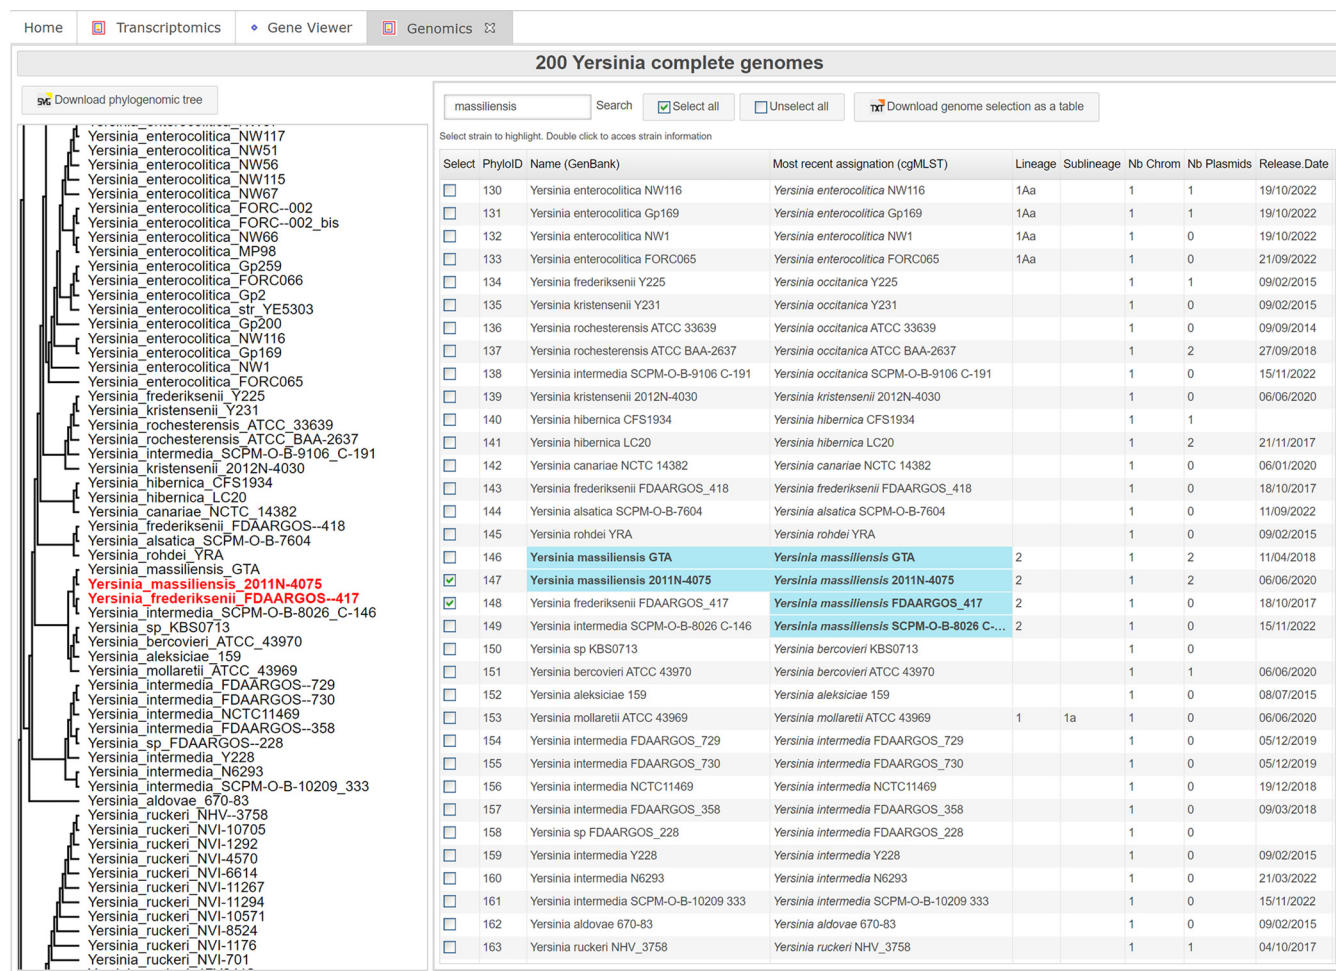 Home
Transcriptomics
Gene Viewer
Genomics
200 Yersinia complete genomes
SVG Download phylogenomic tree
Yersinia_enterocolitica_NW117
Yersinia_enterocolitica_NW51
Yersinia_enterocolitica_NW56
Yersinia_enterocolitica_NW115
Yersinia_enterocolitica_NW67
Yersinia_enterocolitica_FORC--002
Yersinia_enterocolitica_FORC--002_bis
Yersinia_enterocolitica_NW66
Yersinia_enterocolitica_MP98
Yersinia_enterocolitica_Gp259
Yersinia_enterocolitica_FORC066
Yersinia_enterocolitica_Gp2
Yersinia_enterocolitica_str_YE5303
Yersinia_enterocolitica_Gp200
Yersinia_enterocolitica_NW116
Yersinia_enterocolitica_Gp169
Yersinia_enterocolitica_NW1
Yersinia_enterocolitica_FORC065
Yersinia_frederiksenii_Y225
Yersinia_kristensenii_Y231
Yersinia_rochesterensis_ATCC_33639
Yersinia_rochesterensis_ATCC_BAA-2637
Yersinia_intermedia_SCPM-O-B-9106_C-191
Yersinia_kristensenii_2012N-4030
Yersinia_hibernica_CFS1934
Yersinia_hibernica_LC20
Yersinia_canariae_NCTC_14382
Yersinia_frederiksenii_FDAARGOS--418
Yersinia_alsatica_SCPM-O-B-7604
Yersinia_rohdei_YRA
Yersinia_massiliensis_GTA
Yersinia_massiliensis_2011N-4075
Yersinia_frederiksenii_FDAARGOS--417
Yersinia_intermedia_SCPM-O-B-8026_C-146
Yersinia_sp_KBS0713
Yersinia_bercovieri_ATCC_43970
Yersinia_aleksiciae_159
Yersinia_mollaretii_ATCC_43969
Yersinia_intermedia_FDAARGOS--729
Yersinia_intermedia_FDAARGOS--730
Yersinia_intermedia_NCTC11469
Yersinia_intermedia_FDAARGOS--358
Yersinia_sp_FDAARGOS--228
Yersinia_intermedia_Y228
Yersinia_intermedia_N6293
Yersinia_intermedia_SCPM-O-B-10209_333
Yersinia_aldovae_670-83
Yersinia_ruckeri_NHV--3758
Yersinia_ruckeri_NVI-10705
Yersinia_ruckeri_NVI-1292
Yersinia_ruckeri_NVI-4570
Yersinia_ruckeri_NVI-6614
Yersinia_ruckeri_NVI-11267
Yersinia_ruckeri_NVI-11294
Yersinia_ruckeri_NVI-10571
Yersinia_ruckeri_NVI-8524
Yersinia_ruckeri_NVI-1176
Yersinia_ruckeri_NVI-701
massiliensis Search Select all Unselect all TXT Download genome selection as a table
Select strain to highlight. Double click to acces strain information
Select PhyloID Name (GenBank) Most recent assignation (cgMLST) Lineage Sublineage Nb Chrom Nb Plasmids Release.Date
130 Yersinia enterocolitica NW116 Yersinia enterocolitica NW116 1Aa 1 1 19/10/2022
131 Yersinia enterocolitica Gp169 Yersinia enterocolitica Gp169 1Aa 1 1 19/10/2022
132 Yersinia enterocolitica NW1 Yersinia enterocolitica NW1 1Aa 1 0 19/10/2022
133 Yersinia enterocolitica FORC065 Yersinia enterocolitica FORC065 1Aa 1 0 21/09/2022
134 Yersinia frederiksenii Y225 Yersinia occitanica Y225 1 1 09/02/2015
135 Yersinia kristensenii Y231 Yersinia occitanica Y231 1 0 09/02/2015
136 Yersinia rochesterensis ATCC 33639 Yersinia occitanica ATCC 33639 1 0 09/09/2014
137 Yersinia rochesterensis ATCC BAA-2637 Yersinia occitanica ATCC BAA-2637 1 2 27/09/2018
138 Yersinia intermedia SCPM-O-B-9106 C-191 Yersinia occitanica SCPM-O-B-9106 C-191 1 0 15/11/2022
139 Yersinia kristensenii 2012N-4030 Yersinia kristensenii 2012N-4030 1 0 06/06/2020
140 Yersinia hibernica CFS1934 Yersinia hibernica CFS1934 1 1
141 Yersinia hibernica LC20 Yersinia hibernica LC20 1 2 21/11/2017
142 Yersinia canariae NCTC 14382 Yersinia canariae NCTC 14382 1 0 06/01/2020
143 Yersinia frederiksenii FDAARGOS_418 Yersinia frederiksenii FDAARGOS_418 1 0 18/10/2017
144 Yersinia alsatica SCPM-O-B-7604 Yersinia alsatica SCPM-O-B-7604 1 0 11/09/2022
145 Yersinia rohdei YRA Yersinia rohdei YRA 1 0 09/02/2015
146 Yersinia massiliensis GTA Yersinia massiliensis GTA 2 1 2 11/04/2018
147 Yersinia massiliensis 2011N-4075 Yersinia massiliensis 2011N-4075 2 1 2 06/06/2020
148 Yersinia frederiksenii FDAARGOS_417 Yersinia massiliensis FDAARGOS_417 2 1 0 18/10/2017
149 Yersinia intermedia SCPM-O-B-8026 C-146 Yersinia massiliensis SCPM-O-B-8026 C-... 2 1 0 15/11/2022
150 Yersinia sp KBS0713 Yersinia bercovieri KBS0713 1 0
151 Yersinia bercovieri ATCC 43970 Yersinia bercovieri ATCC 43970 1 1 06/06/2020
152 Yersinia aleksiciae 159 Yersinia aleksiciae 159 1 0 08/07/2015
153 Yersinia mollaretii ATCC 43969 Yersinia mollaretii ATCC 43969 1 1a 1 0 06/06/2020
154 Yersinia intermedia FDAARGOS_729 Yersinia intermedia FDAARGOS_729 1 0 05/12/2019
155 Yersinia intermedia FDAARGOS_730 Yersinia intermedia FDAARGOS_730 1 0 05/12/2019
156 Yersinia intermedia NCTC11469 Yersinia intermedia NCTC11469 1 0 19/12/2018
157 Yersinia intermedia FDAARGOS_358 Yersinia intermedia FDAARGOS_358 1 0 09/03/2018
158 Yersinia sp FDAARGOS_228 Yersinia intermedia FDAARGOS_228 1 0
159 Yersinia intermedia Y228 Yersinia intermedia Y228 1 0 09/02/2015
160 Yersinia intermedia N6293 Yersinia intermedia N6293 1 0 21/03/2022
161 Yersinia intermedia SCPM-O-B-10209 333 Yersinia intermedia SCPM-O-B-10209 333 1 0 15/11/2022
162 Yersinia aldovae 670-83 Yersinia aldovae 670-83 1 0 09/02/2015
163 Yersinia ruckeri NHV_3758 Yersinia ruckeri NHV_3758 1 1 04/10/2017